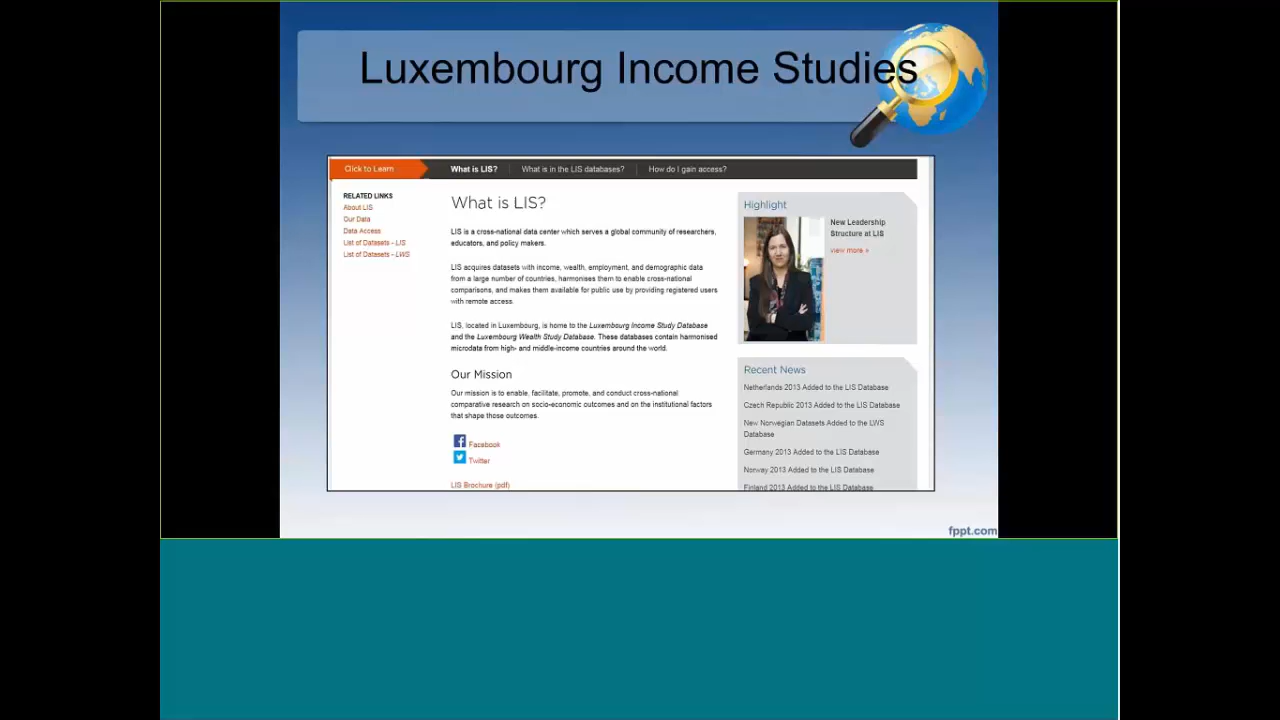 Luxembourg Income Studies
Click to Learn
What is LIS?
What is in the LIS databases?
How do I gain access?
RELATED LINKS
About LIS
Our Data
Data Access
List of Datasets - LIS
List of Datasets - LWS
What is LIS?
LIS is a cross-national data center which serves a global community of researchers,
educators, and policy makers.
LIS acquires datasets with income, wealth, employment, and demographic data
from a large number of countries, harmonises them to enable cross-national
comparisons, and makes them available for public use by providing registered users
with remote access.
LIS, located in Luxembourg, is home to the Luxembourg Income Study Database
and the Luxembourg Wealth Study Database. These databases contain harmonised
microdata from high- and middle-income countries around the world.
Our Mission
Our mission is to enable, facilitate, promote, and conduct cross-national
comparative research on socio-economic outcomes and on the institutional factors
that shape those outcomes.
Facebook
Twitter
LIS Brochure (pdf)
Highlight
New Leadership
Structure at LIS
view more »
Recent News
Netherlands 2013 Added to the LIS Database
Czech Republic 2013 Added to the LIS Database
New Norwegian Datasets Added to the LWS
Database
Germany 2013 Added to the LIS Database
Norway 2013 Added to the LIS Database
Finland 2013 Added to the LIS Database
fppt.com